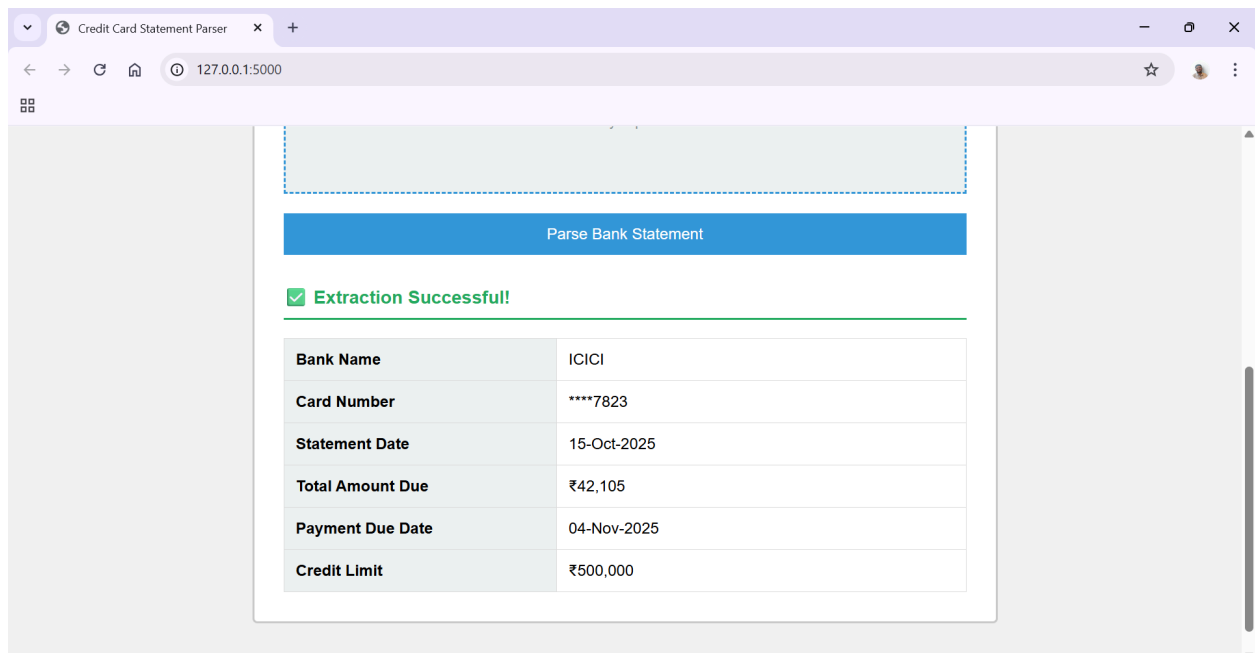 Credit Card Statement Parser
127.0.0.1:5000
Parse Bank Statement
✅ Extraction Successful!
Bank Name ICICI
Card Number ****7823
Statement Date 15-Oct-2025
Total Amount Due ₹42,105
Payment Due Date 04-Nov-2025
Credit Limit ₹500,000